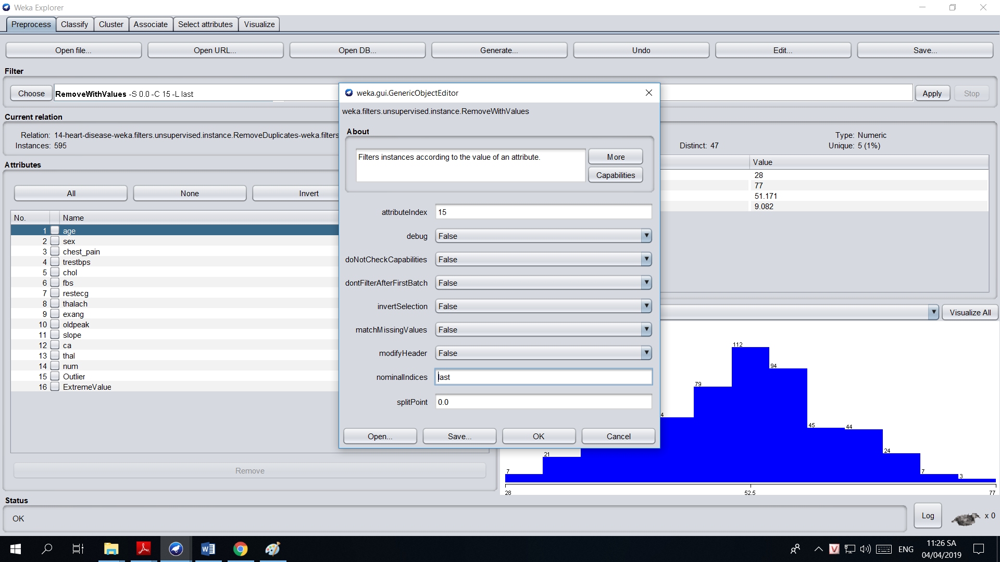 Weka Explorer
Preprocess Classify Cluster Associate Select attributes Visualize
Open file... Open URL... Open DB... Generate... Undo Edit... Save...
Filter
Choose RemoveWithValues -S 0.0 -C 15 -L last Apply Stop
Current relation
Relation: 14-heart-disease-weka.filters.unsupervised.instance.RemoveDuplicates-weka.filters
Instances: 595
Attributes
All None Invert
No. Name
1 age
2 sex
3 chest_pain
4 trestbps
5 chol
6 fbs
7 restecg
8 thalach
9 exang
10 oldpeak
11 slope
12 ca
13 thal
14 num
15 Outlier
16 ExtremeValue
Remove
weka.gui.GenericObjectEditor
weka.filters.unsupervised.instance.RemoveWithValues
About
Filters instances according to the value of an attribute.
More
Capabilities
attributeIndex 15
debug False
doNotCheckCapabilities False
dontFilterAfterFirstBatch False
invertSelection False
matchMissingValues False
modifyHeader False
nominalIndices last
splitPoint 0.0
Open... Save... OK Cancel
Type: Numeric
Distinct: 47 Unique: 5 (1%)
Value
28
77
51.171
9.082
Visualize All
7 21 4 79 112 94 45 44 24 7 3
28 52.5 77
Status
OK
Log x 0
ENG 11:26 SA
04/04/2019